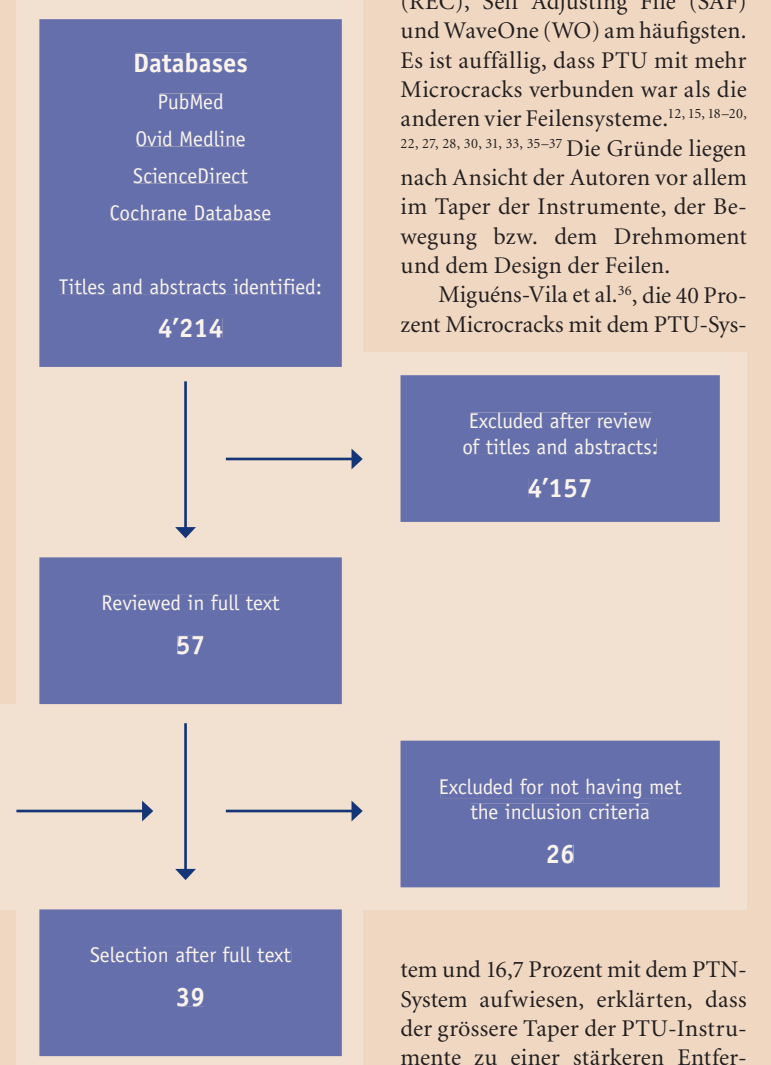 (REC), Self Adjusting File (SAF)
und WaveOne (WO) am häufigsten.
Es ist auffällig, dass PTU mit mehr
Microcracks verbunden war als die
anderen vier Feilensysteme.12, 15, 18–20,
22, 27, 28, 30, 31, 33, 35–37 Die Gründe liegen
nach Ansicht der Autoren vor allem
im Taper der Instrumente, der Be-
wegung bzw. dem Drehmoment
und dem Design der Feilen.
Miguéns-Vila et al.36, die 40 Pro-
zent Microcracks mit dem PTU-Sys-
Databases
PubMed
Ovid Medline
ScienceDirect
Cochrane Database
Titles and abstracts identified:
4’214
Excluded after review
of titles and abstracts:
4’157
Reviewed in full text
57
Excluded for not having met
the inclusion criteria
26
Selection after full text
39
tem und 16,7 Prozent mit dem PTN-
System aufwiesen, erklärten, dass
der grössere Taper der PTU-Instru-
mente zu einer stärkeren Entfer-